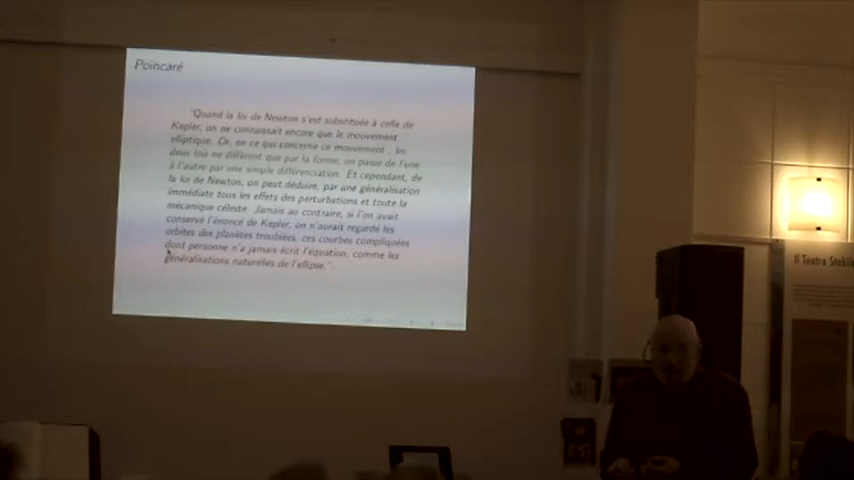 Poincaré
"Quand la loi de Newton s'est substituée à celle de
Kepler, on ne connaissait encore que le mouvement
elliptique. Or, en ce qui concerne ce mouvement , les
deux lois ne diffèrent que par la forme, on passe de l'une
à l'autre par une simple différenciation. Et cependant, de
la loi de Newton, on peut déduire, par une généralisation
immédiate tous les effets des perturbations et toute la
mécanique céleste. Jamais au contraire, si l'on avait
conservé l'énoncé de Kepler, on n'aurait regardé les
orbites des planètes troublées, ces courbes compliquées
dont personne n'a jamais écrit l'équation, comme les
généralisations naturelles de l'ellipse."
Il Teatro Stabile